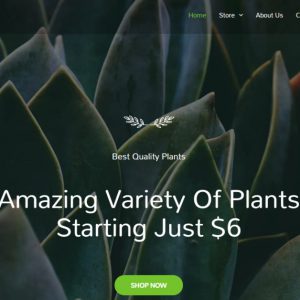 Home Store About Us
Best Quality Plants
Amazing Variety Of Plants
Starting Just $6
SHOP NOW